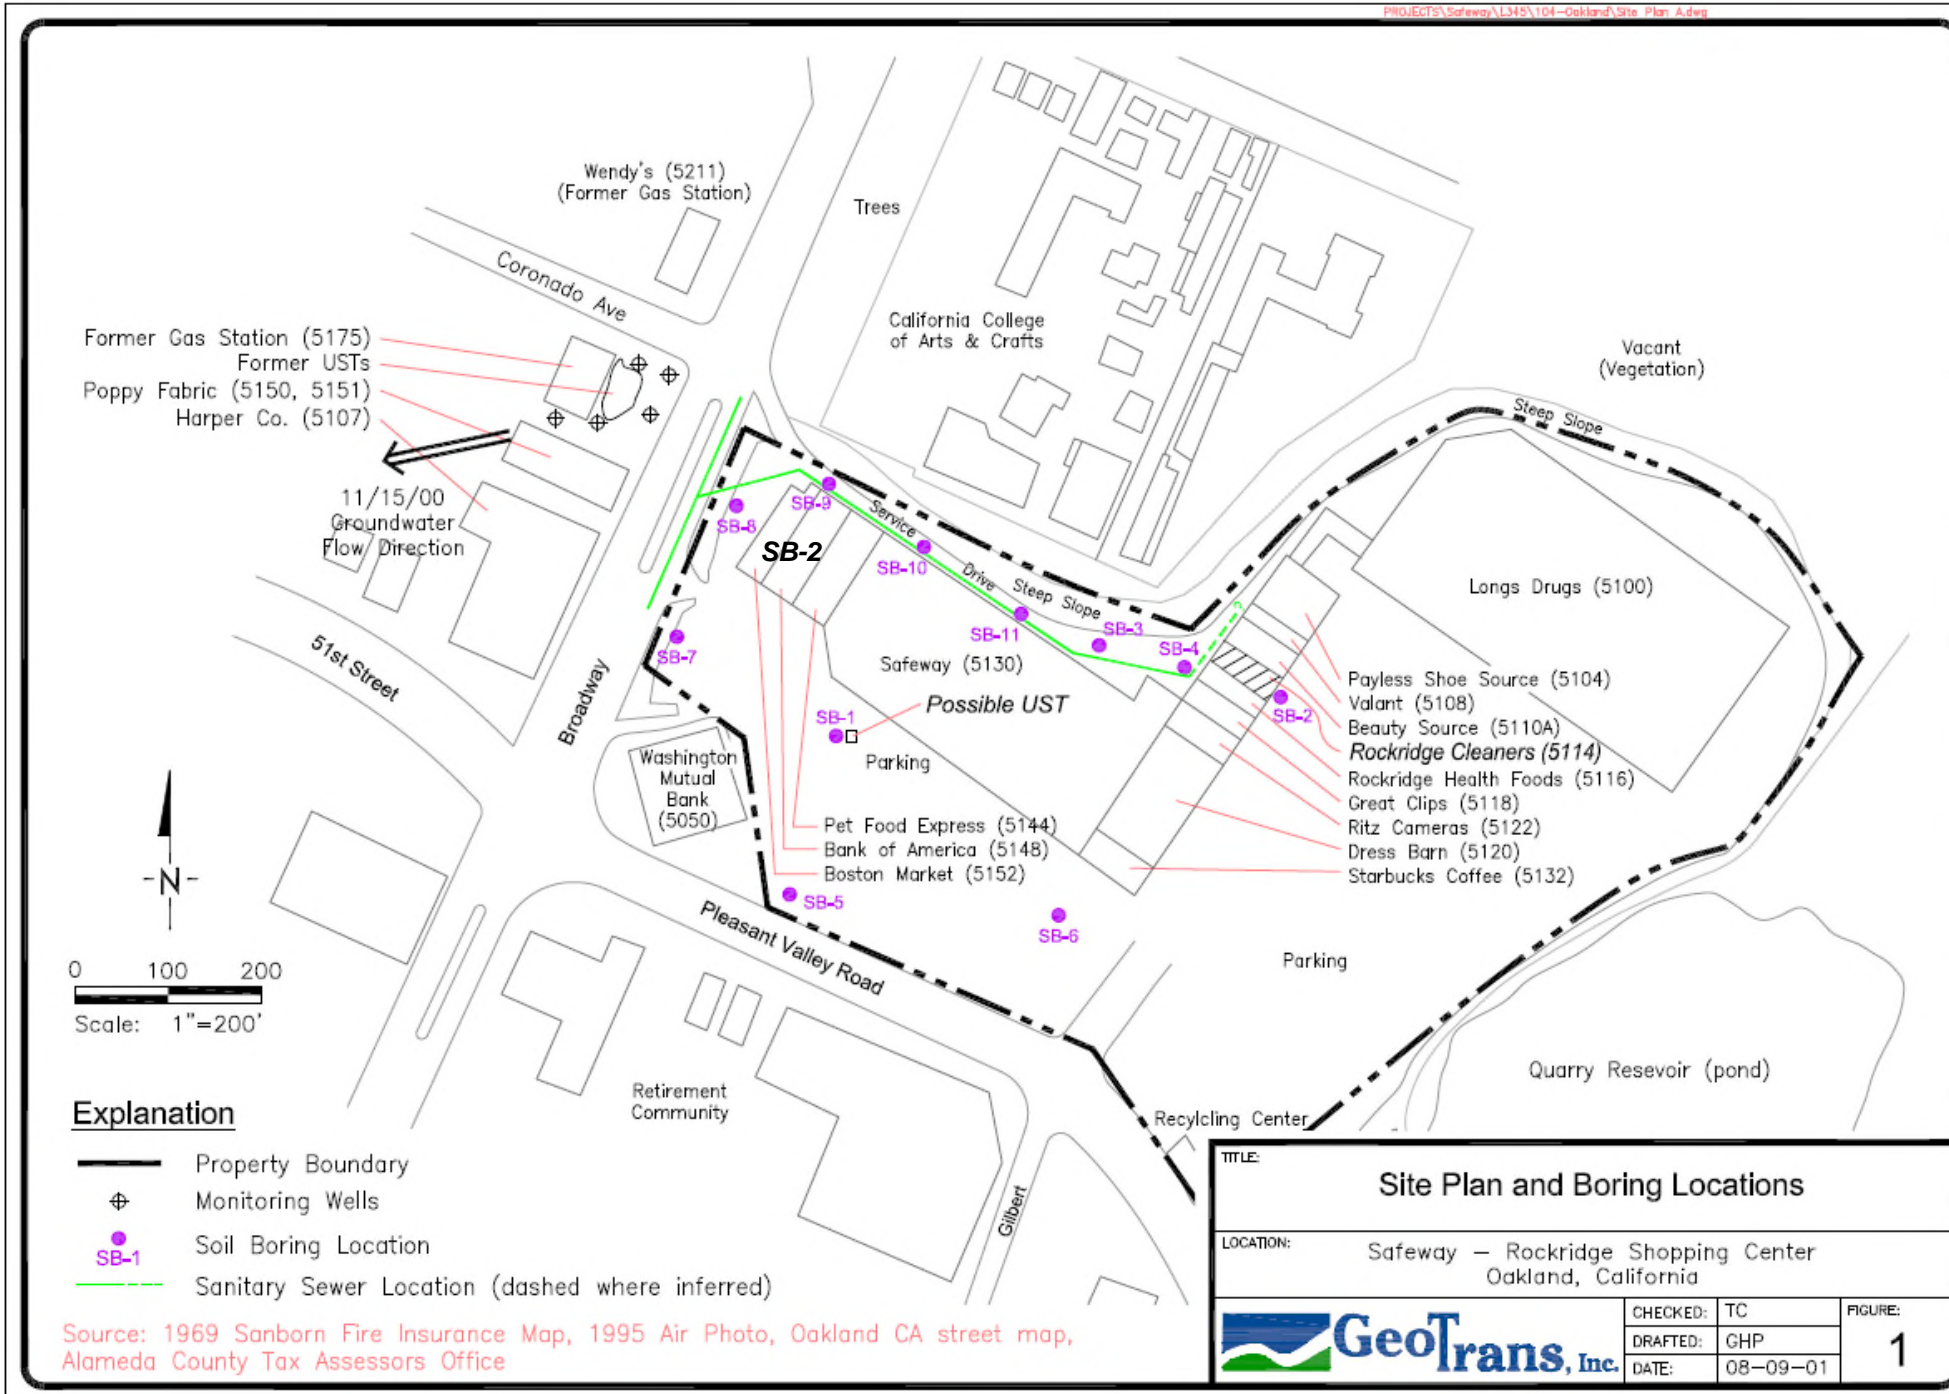 PROJECTS\Safeway\L345\104-Oakland\Site Plan A.dwg
Wendy's (5211)
(Former Gas Station)
Trees
Coronado Ave
California College
of Arts & Crafts
Vacant
(Vegetation)
Former Gas Station (5175)
Former USTs
Poppy Fabric (5150, 5151)
Harper Co. (5107)
11/15/00
Groundwater
Flow Direction
Steep Slope
SB-9
SB-8
SB-2
Service
Drive
SB-10
Steep Slope
Longs Drugs (5100)
SB-11
SB-3
SB-4
SB-7
51st Street
Broadway
Safeway (5130)
Possible UST
SB-1
Parking
SB-2
Payless Shoe Source (5104)
Valant (5108)
Beauty Source (5110A)
Rockridge Cleaners (5114)
Rockridge Health Foods (5116)
Great Clips (5118)
Ritz Cameras (5122)
Dress Barn (5120)
Starbucks Coffee (5132)
Washington
Mutual
Bank
(5050)
Pet Food Express (5144)
Bank of America (5148)
Boston Market (5152)
SB-5
SB-6
Pleasant Valley Road
Parking
-N-
0 100 200
Scale: 1"=200'
Quarry Resevoir (pond)
Retirement
Community
Recylcling Center
Gilbert
Explanation
Property Boundary
Monitoring Wells
SB-1
Soil Boring Location
Sanitary Sewer Location (dashed where inferred)
Source: 1969 Sanborn Fire Insurance Map, 1995 Air Photo, Oakland CA street map,
Alameda County Tax Assessors Office
TITLE:
Site Plan and Boring Locations
LOCATION:
Safeway – Rockridge Shopping Center
Oakland, California
GeoTrans, Inc.
CHECKED: TC
DRAFTED: GHP
DATE: 08-09-01
FIGURE:
1